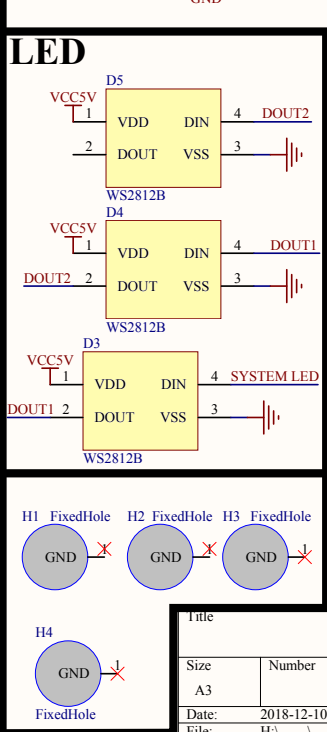 GND
LED
D5
VCC5V
1 VDD DIN 4 DOUT2
2 DOUT VSS 3
WS2812B
D4
VCC5V
1 VDD DIN 4 DOUT1
DOUT2 2 DOUT VSS 3
WS2812B
D3
VCC5V
1 VDD DIN 4 SYSTEM LED
DOUT1 2 DOUT VSS 3
WS2812B
H1 FixedHole H2 FixedHole H3 FixedHole
GND 1 GND 1 GND 1
H4
GND 1
FixedHole
Title
Size Number
A3
Date: 2018-12-10
File: H:\ \